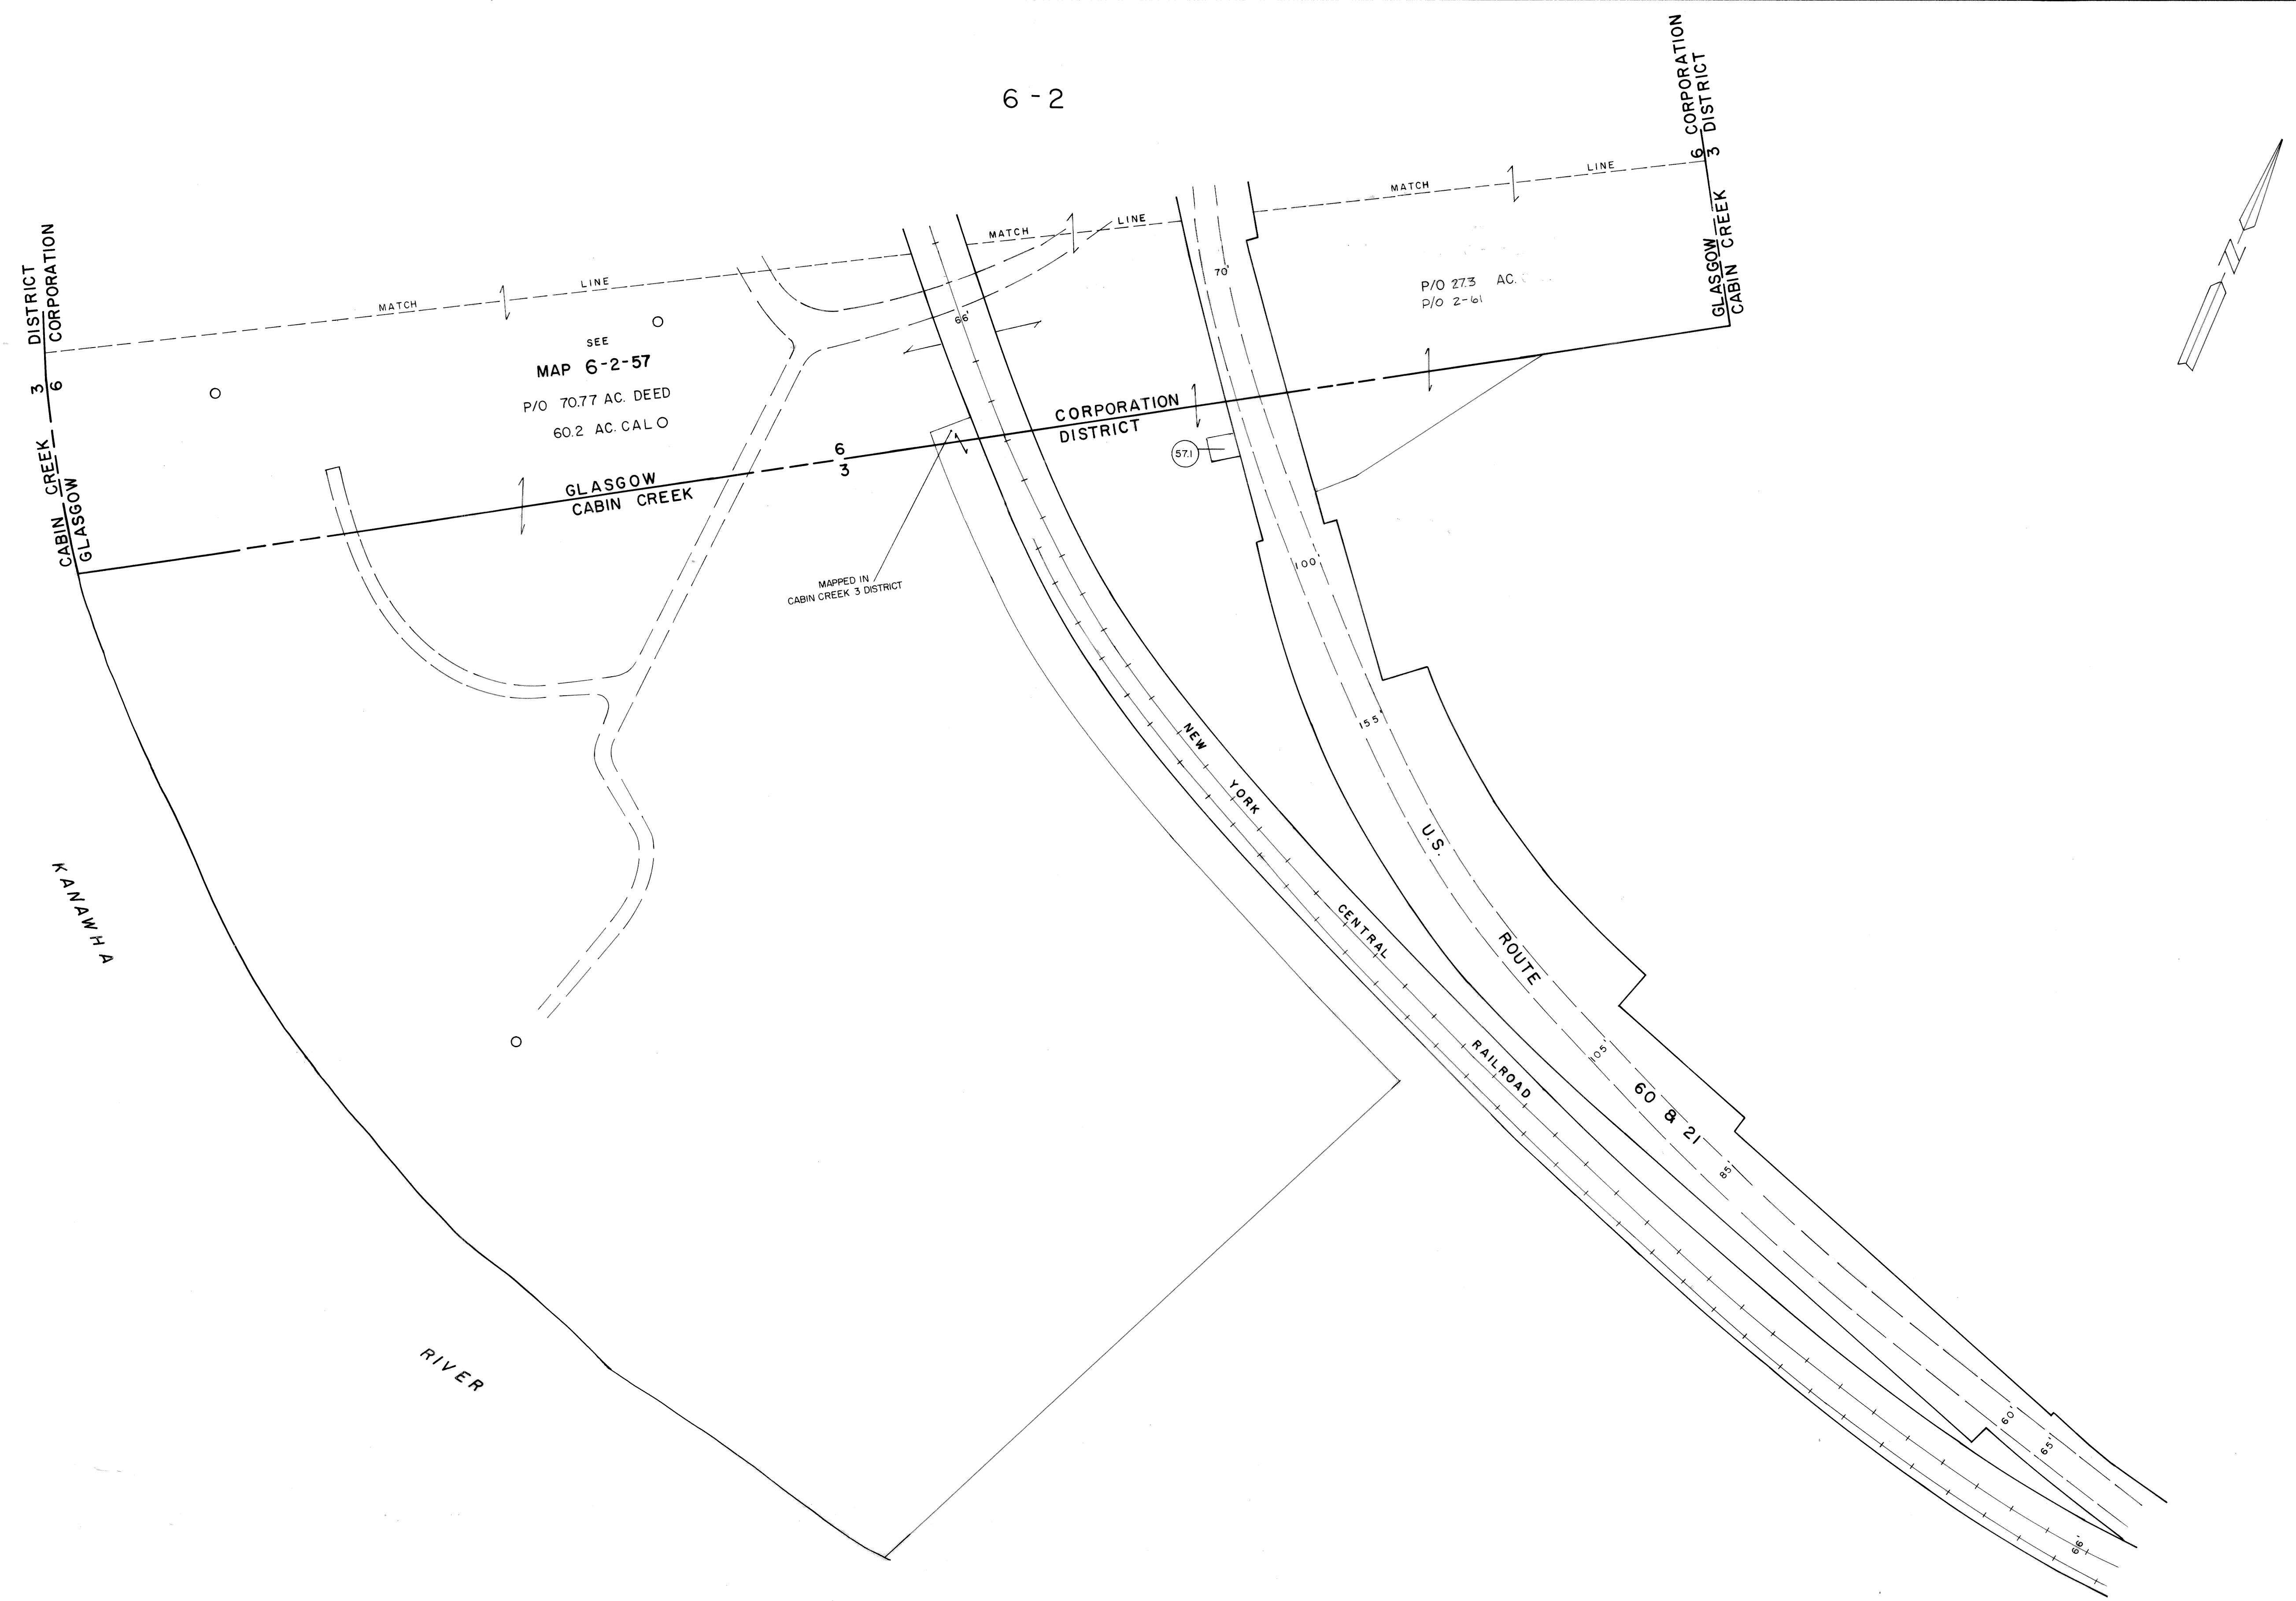 6-2
6 CORPORATION
3 DISTRICT
GLASGOW
CABIN CREEK
3 DISTRICT
6 CORPORATION
CABIN CREEK
GLASGOW
MATCH LINE
MATCH LINE
MATCH LINE
70'
66'
P/O 27.3 AC.
P/O 2-61
SEE
MAP 6-2-57
P/O 70.77 AC. DEED
60.2 AC. CAL
CORPORATION
DISTRICT
6
3
GLASGOW
CABIN CREEK
57.1
MAPPED IN
CABIN CREEK 3 DISTRICT
N
100'
155'
NEW YORK CENTRAL RAILROAD
U.S. ROUTE 60 & 21
105'
85'
60'
65'
66'
KANAWHA RIVER